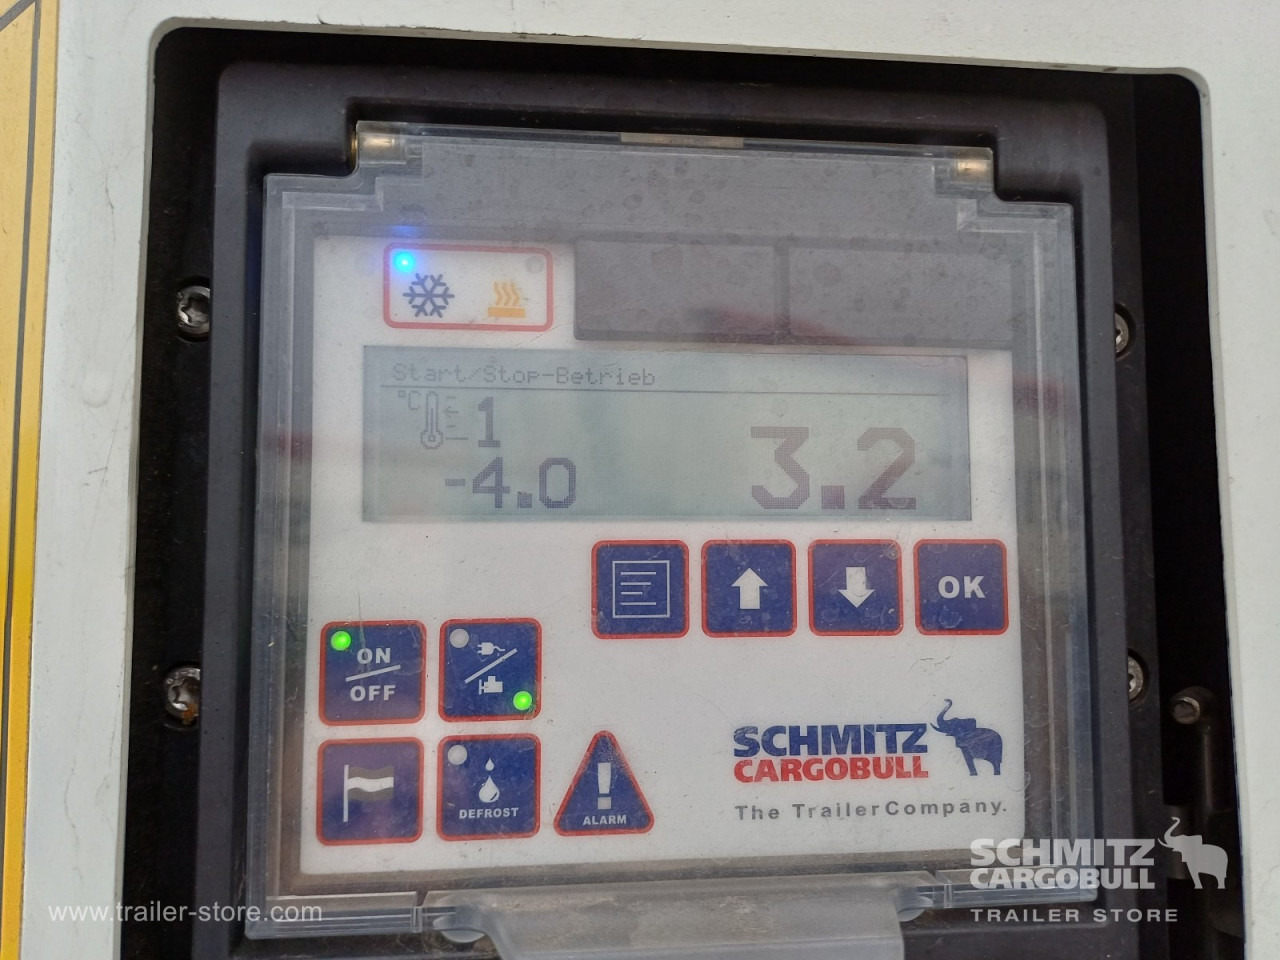 Start/Stop-Betrieb
°C 1
-4.0 3.2
OK
ON
OFF
DEFROST
ALARM
SCHMITZ
CARGOBULL
The TrailerCompany.
SCHMITZ
CARGOBULL
TRAILER STORE
www.trailer-store.com